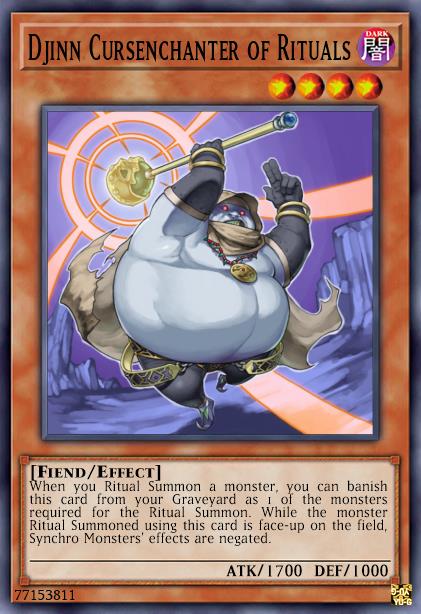 Djinn Cursenchanter of Rituals
DARK
闇
[Fiend/Effect]
When you Ritual Summon a monster, you can banish
this card from your Graveyard as 1 of the monsters
required for the Ritual Summon. While the monster
Ritual Summoned using this card is face-up on the field,
Synchro Monsters' effects are negated.
ATK/1700 DEF/1000
77153811